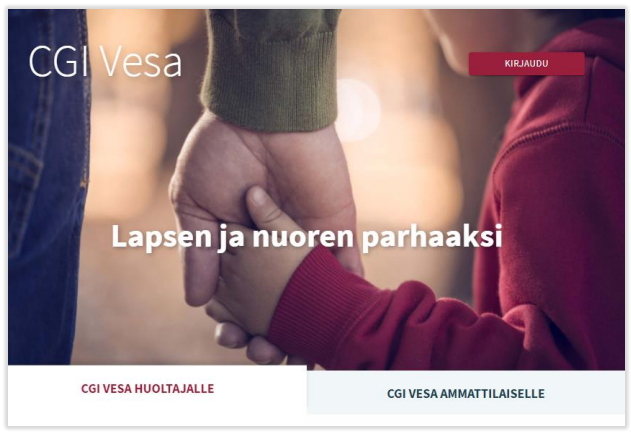 CGI Vesa
KIRJAUDU
Lapsen ja nuoren parhaaksi
CGI VESA HUOLTAJALLE
CGI VESA AMMATTILAISELLE